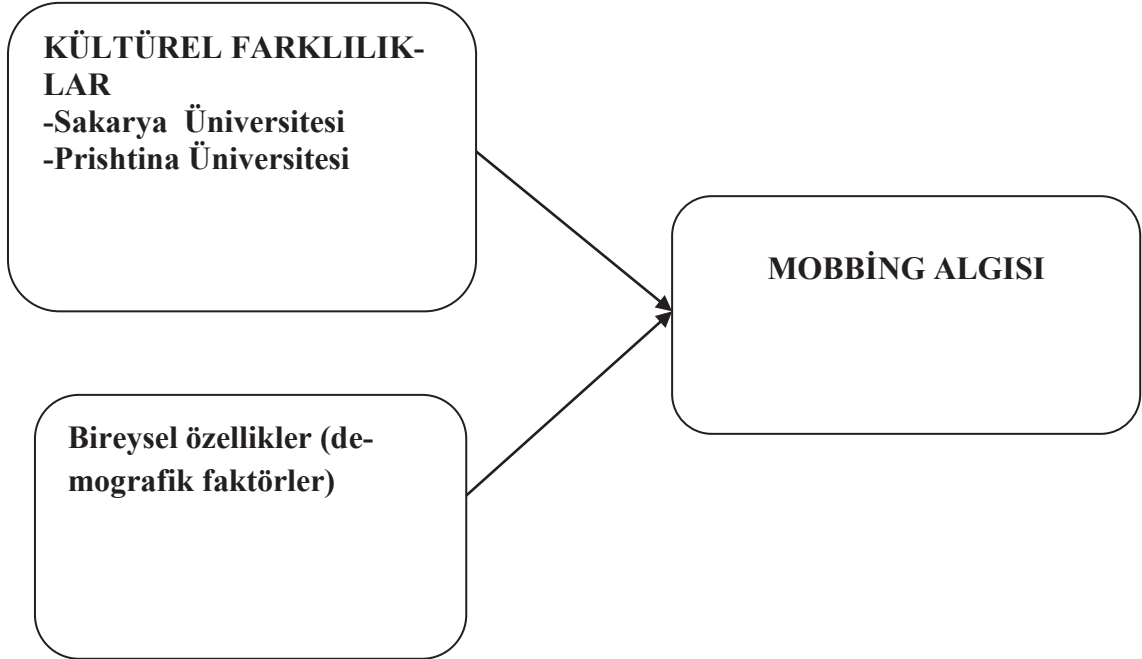 KÜLTÜREL FARKLILIK-
LAR
-Sakarya Üniversitesi
-Prishtina Üniversitesi
MOBBİNG ALGISI
Bireysel özellikler (de-
mografik faktörler)